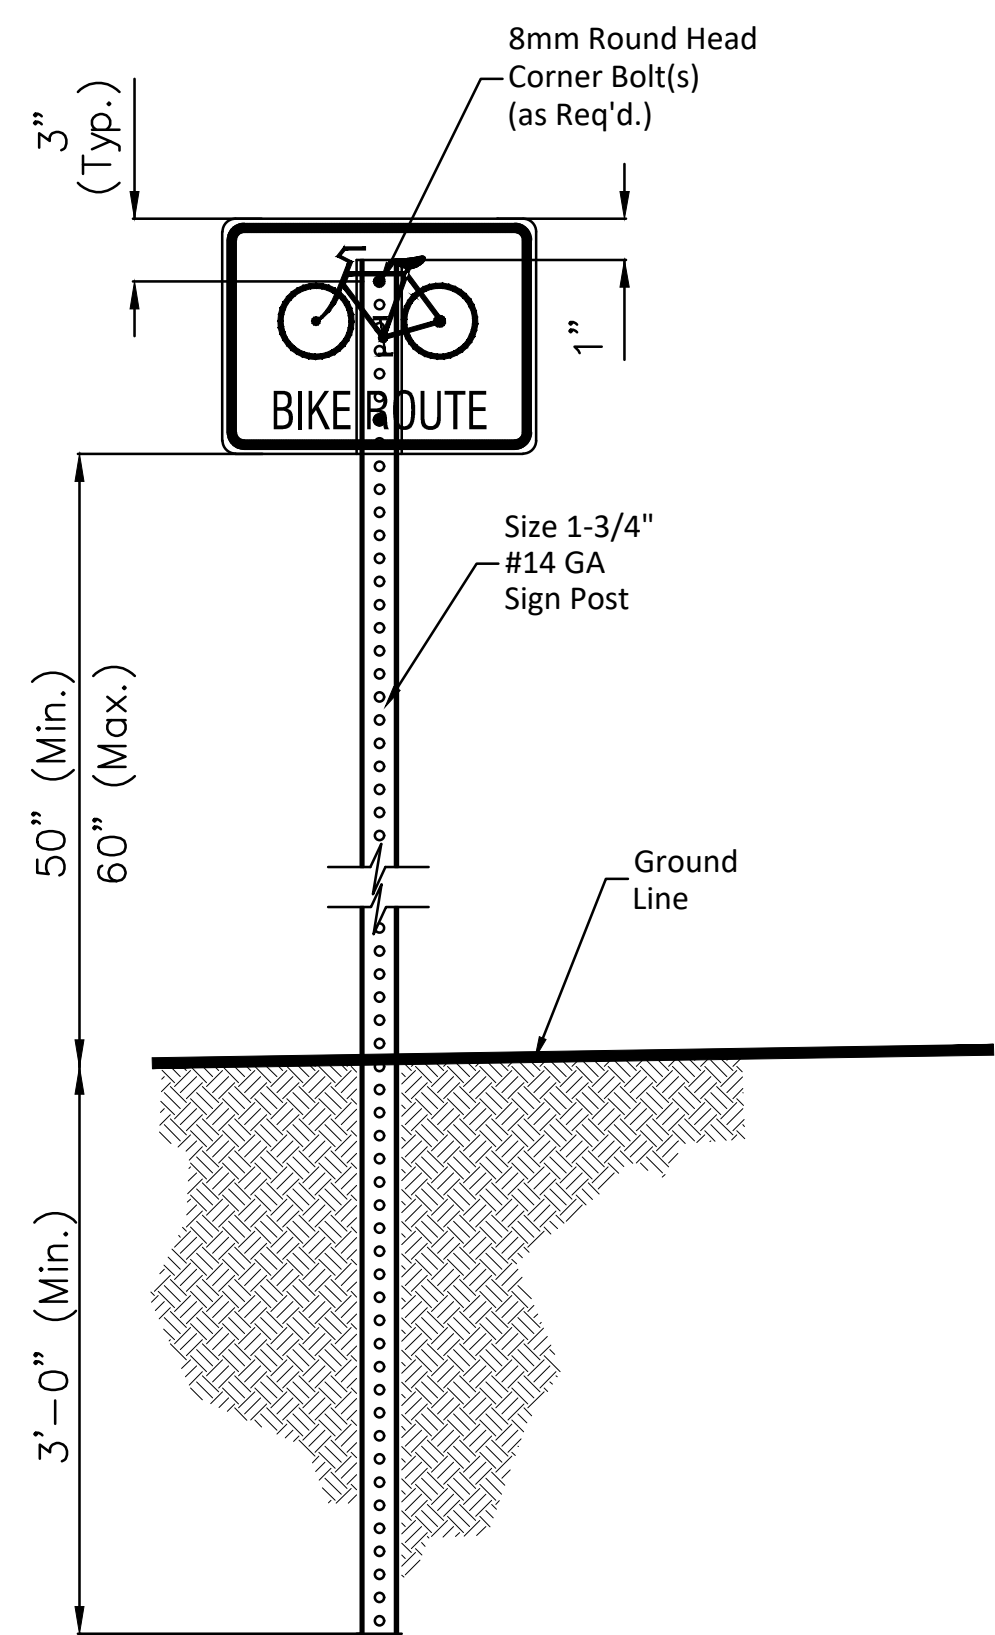 8mm Round Head
Corner Bolt(s)
(as Req'd.)
3”
(Typ.)
1”
BIKE ROUTE
Size 1-3/4"
#14 GA
Sign Post
50” (Min.)
60” (Max.)
Ground
Line
3’-0” (Min.)